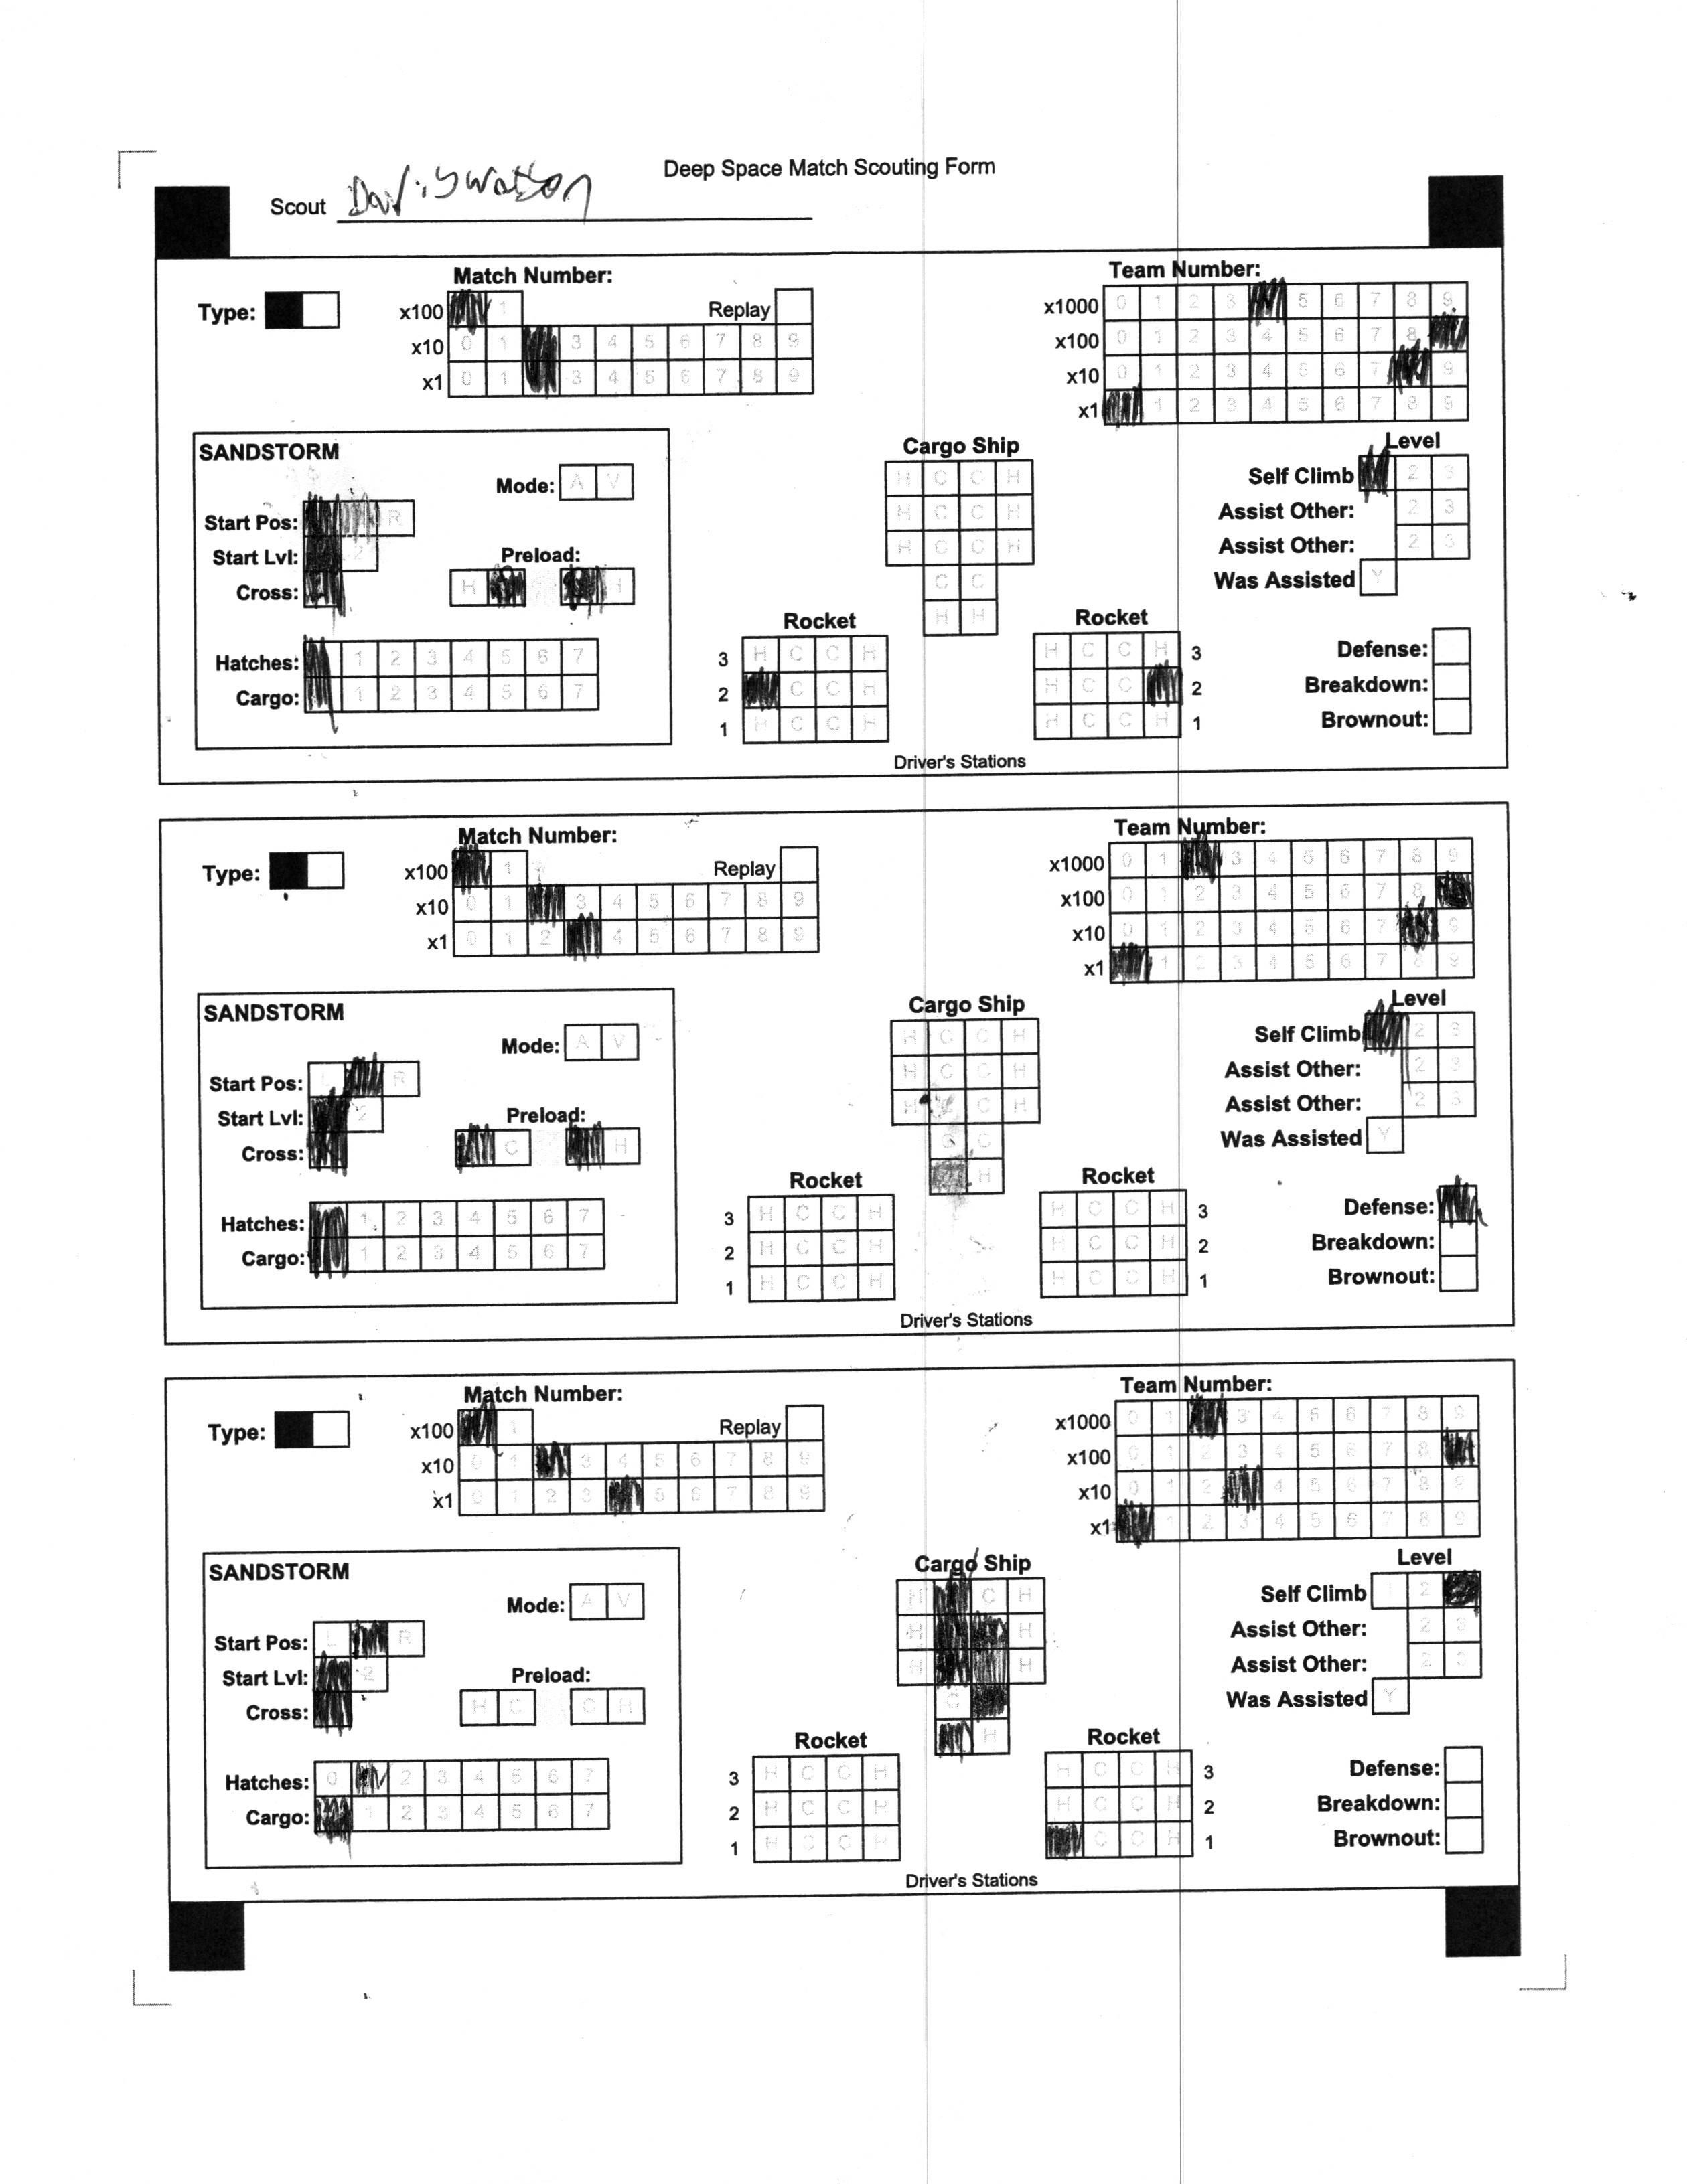 Deep Space Match Scouting Form
Scout Davis Watson
Match Number:
Team Number:
Type:
x100 1
Replay
x1000 0 1 2 3 5 6 7 8 9
x10 0 1 3 4 5 6 7 8 9
x100 0 1 2 3 4 5 6 7 8
x1 0 1 3 4 5 6 7 8 9
x10 0 1 2 3 4 5 6 7 9
x1 1 2 3 4 5 6 7 8 9
SANDSTORM
Mode: A V
Start Pos: R
Start Lvl: 2
Cross:
Preload:
H H
Hatches: 1 2 3 4 5 6 7
Cargo: 1 2 3 4 5 6 7
Cargo Ship
H C C H
H C C H
H C C H
C C
H H
Level
Self Climb 2 3
Assist Other: 2 3
Assist Other: 2 3
Was Assisted Y
Rocket
3 H C C H
2 C C H
1 H C C H
Rocket
H C C H 3
H C C 2
H C C H 1
Defense:
Breakdown:
Brownout:
Driver's Stations
Match Number:
Team Number:
Type:
x100 1
Replay
x1000 0 1 3 4 5 6 7 8 9
x10 0 1 3 4 5 6 7 8 9
x100 0 1 2 3 4 5 6 7 8
x1 0 1 2 4 5 6 7 8 9
x10 0 1 2 3 4 5 6 7 9
x1 1 2 3 4 5 6 7 8 9
SANDSTORM
Mode: A V
Start Pos: L R
Start Lvl: 2
Cross:
Preload:
C H
Hatches: 1 2 3 4 5 6 7
Cargo: 1 2 3 4 5 6 7
Cargo Ship
H C C H
H C C H
H C H
C C
H
Level
Self Climb 2 3
Assist Other: 2 3
Assist Other: 2 3
Was Assisted Y
Rocket
3 H C C H
2 H C C H
1 H C C H
Rocket
H C C H 3
H C C H 2
H C C H 1
Defense:
Breakdown:
Brownout:
Driver's Stations
Match Number:
Team Number:
Type:
x100 1
Replay
x1000 0 1 3 4 5 6 7 8 9
x10 0 1 3 4 5 6 7 8 9
x100 0 1 2 3 4 5 6 7 8
x1 0 1 2 3 5 6 7 8 9
x10 0 1 2 4 5 6 7 8 9
x1 1 2 3 4 5 6 7 8 9
SANDSTORM
Mode: A V
Start Pos: L R
Start Lvl: 2
Cross:
Preload:
H C C H
Hatches: 0 2 3 4 5 6 7
Cargo: 1 2 3 4 5 6 7
Cargo Ship
H C H
H H
H H
C
H
Level
Self Climb 1 2
Assist Other: 2 3
Assist Other: 2 3
Was Assisted Y
Rocket
3 H C C H
2 H C C H
1 H C C H
Rocket
H C C H 3
H C C H 2
C C H 1
Defense:
Breakdown:
Brownout:
Driver's Stations